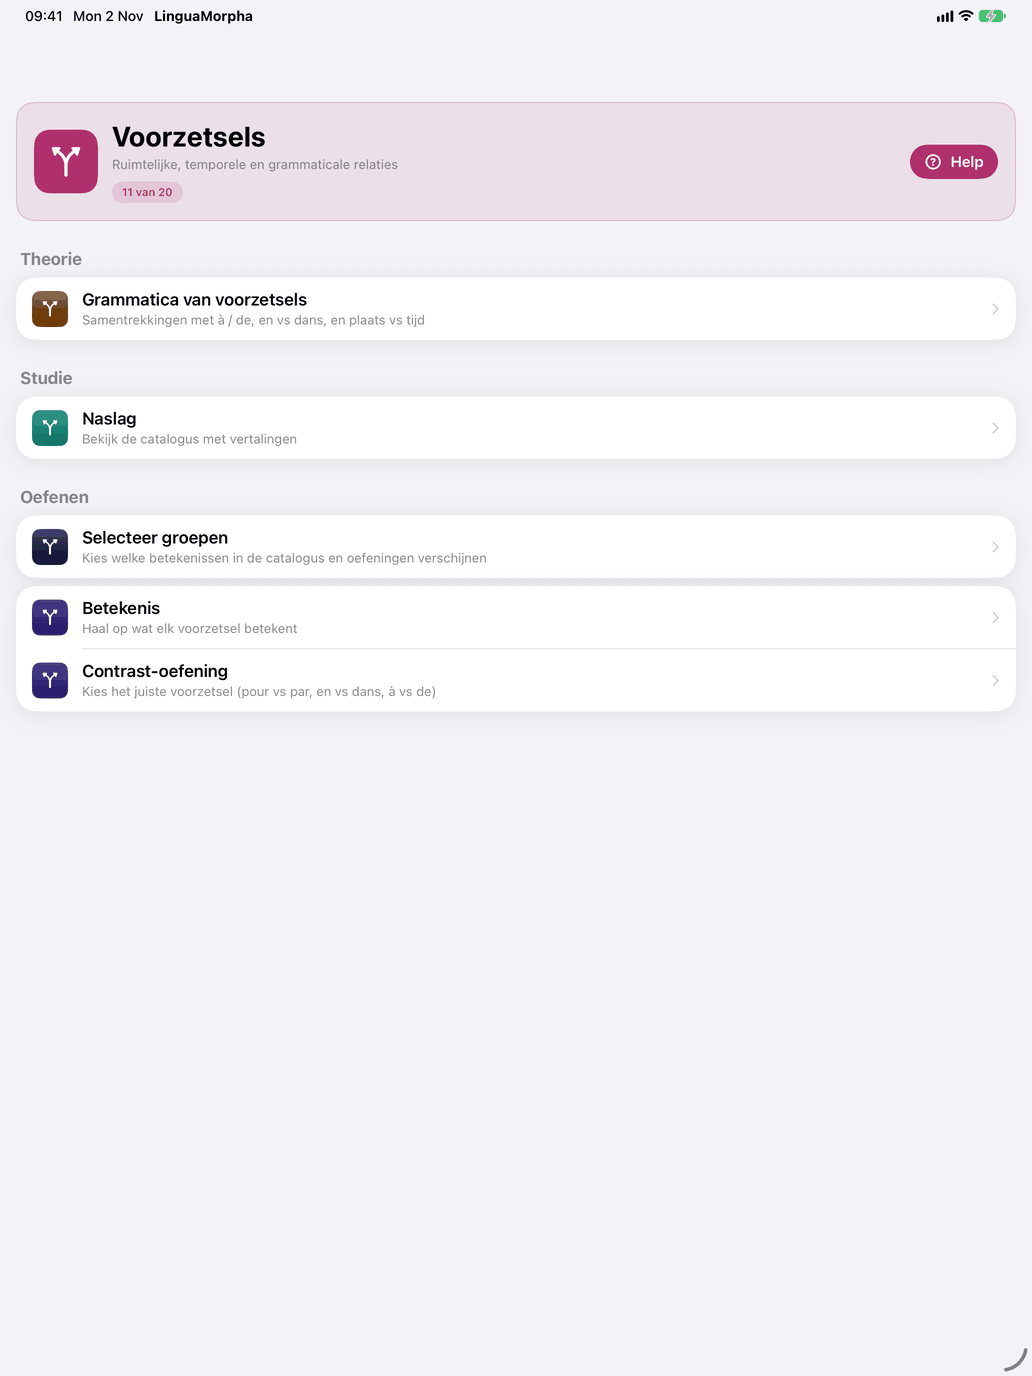 09:41 Mon 2 Nov LinguaMorpha
Voorzetsels
Ruimtelijke, temporele en grammaticale relaties
11 van 20
Help
Theorie
Grammatica van voorzetsels
Samentrekkingen met à / de, en vs dans, en plaats vs tijd
Studie
Naslag
Bekijk de catalogus met vertalingen
Oefenen
Selecteer groepen
Kies welke betekenissen in de catalogus en oefeningen verschijnen
Betekenis
Haal op wat elk voorzetsel betekent
Contrast-oefening
Kies het juiste voorzetsel (pour vs par, en vs dans, à vs de)